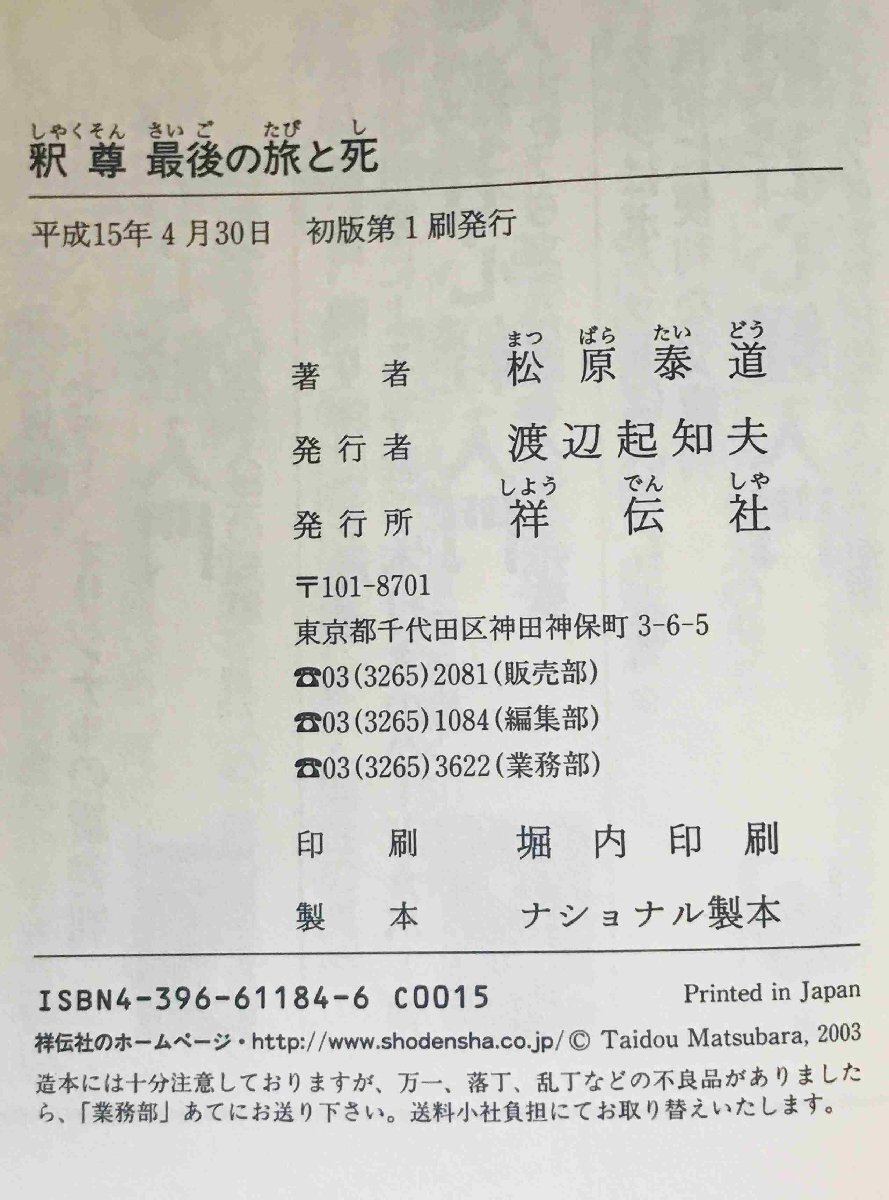 しゃくそん さいご たび し
釈尊 最後の旅と死
平成15年4月30日 初版第1刷発行
まつ ばら たい どう
著者 松原泰道
発行者 渡辺起知夫
しよう でん しや
発行所 祥伝社
〒101-8701
東京都千代田区神田神保町3-6-5
☎03(3265)2081(販売部)
☎03(3265)1084(編集部)
☎03(3265)3622(業務部)
印刷 堀内印刷
製本 ナショナル製本
ISBN4-396-61184-6 C0015 Printed in Japan
祥伝社のホームページ・http://www.shodensha.co.jp/ © Taidou Matsubara, 2003
造本には十分注意しておりますが、万一、落丁、乱丁などの不良品がありました
ら、「業務部」あてにお送り下さい。送料小社負担にてお取り替えいたします。